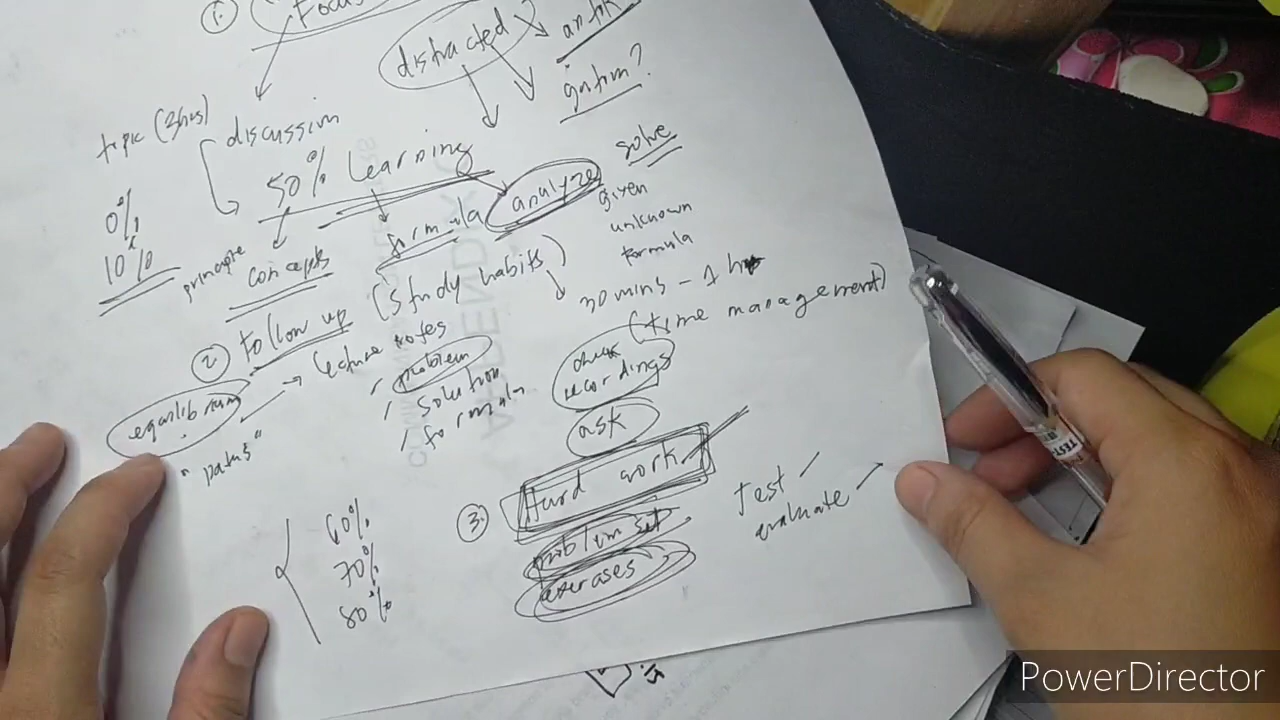 1. Focus
distracted
antok
gutom?
topic (3hrs)
discussion
50% learning
solve
0%
10%
principle
concepts
formula
analyze
given
unknown
formula
(study habits)
30 mins - 1 hr
(time management)
2 Follow up
lecture notes
equilibrium
"paths"
/ problem
/ solution
/ formula
check
recordings
ask
3. Hard work
problem set
exercises
Test /
evaluate /
60%
70%
80%
PowerDirector